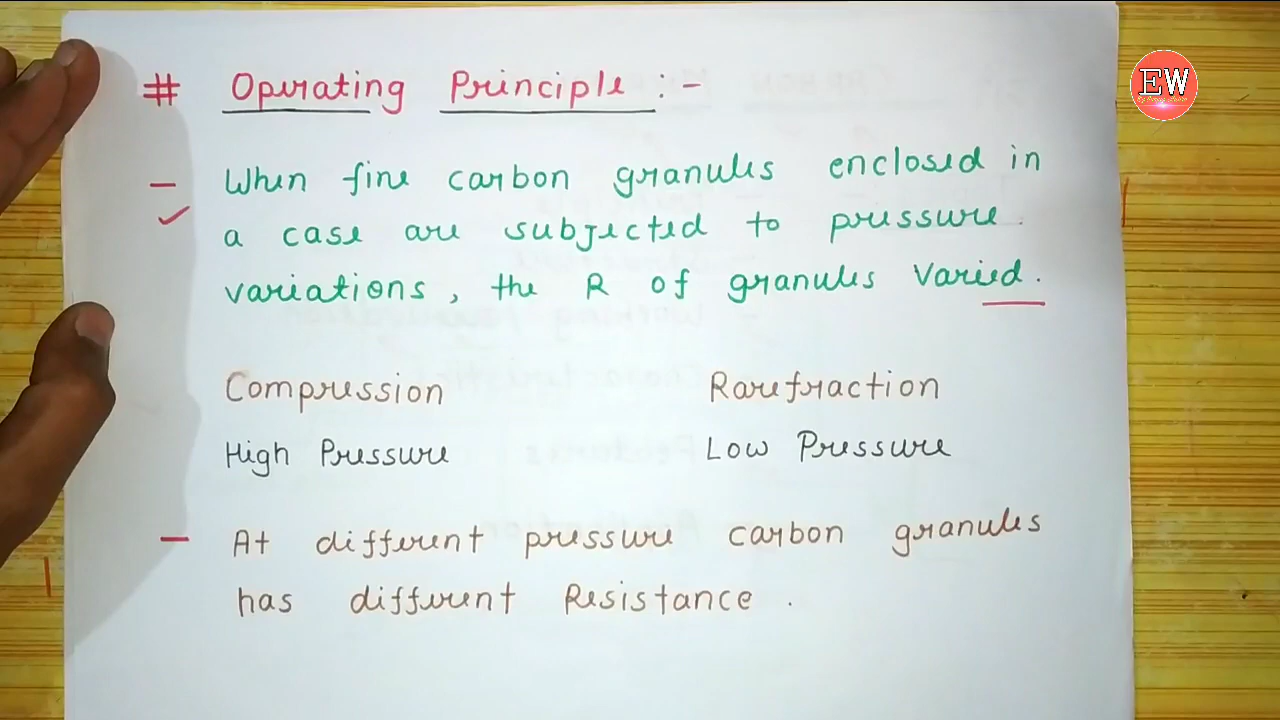 # Operating Principle :-
EW
- When fine carbon granules enclosed in
a case are subjected to pressure.
variations, the R of granules varied.
Compression Rarefraction
High Pressure Low Pressure
- At different pressure carbon granules
has different Resistance.